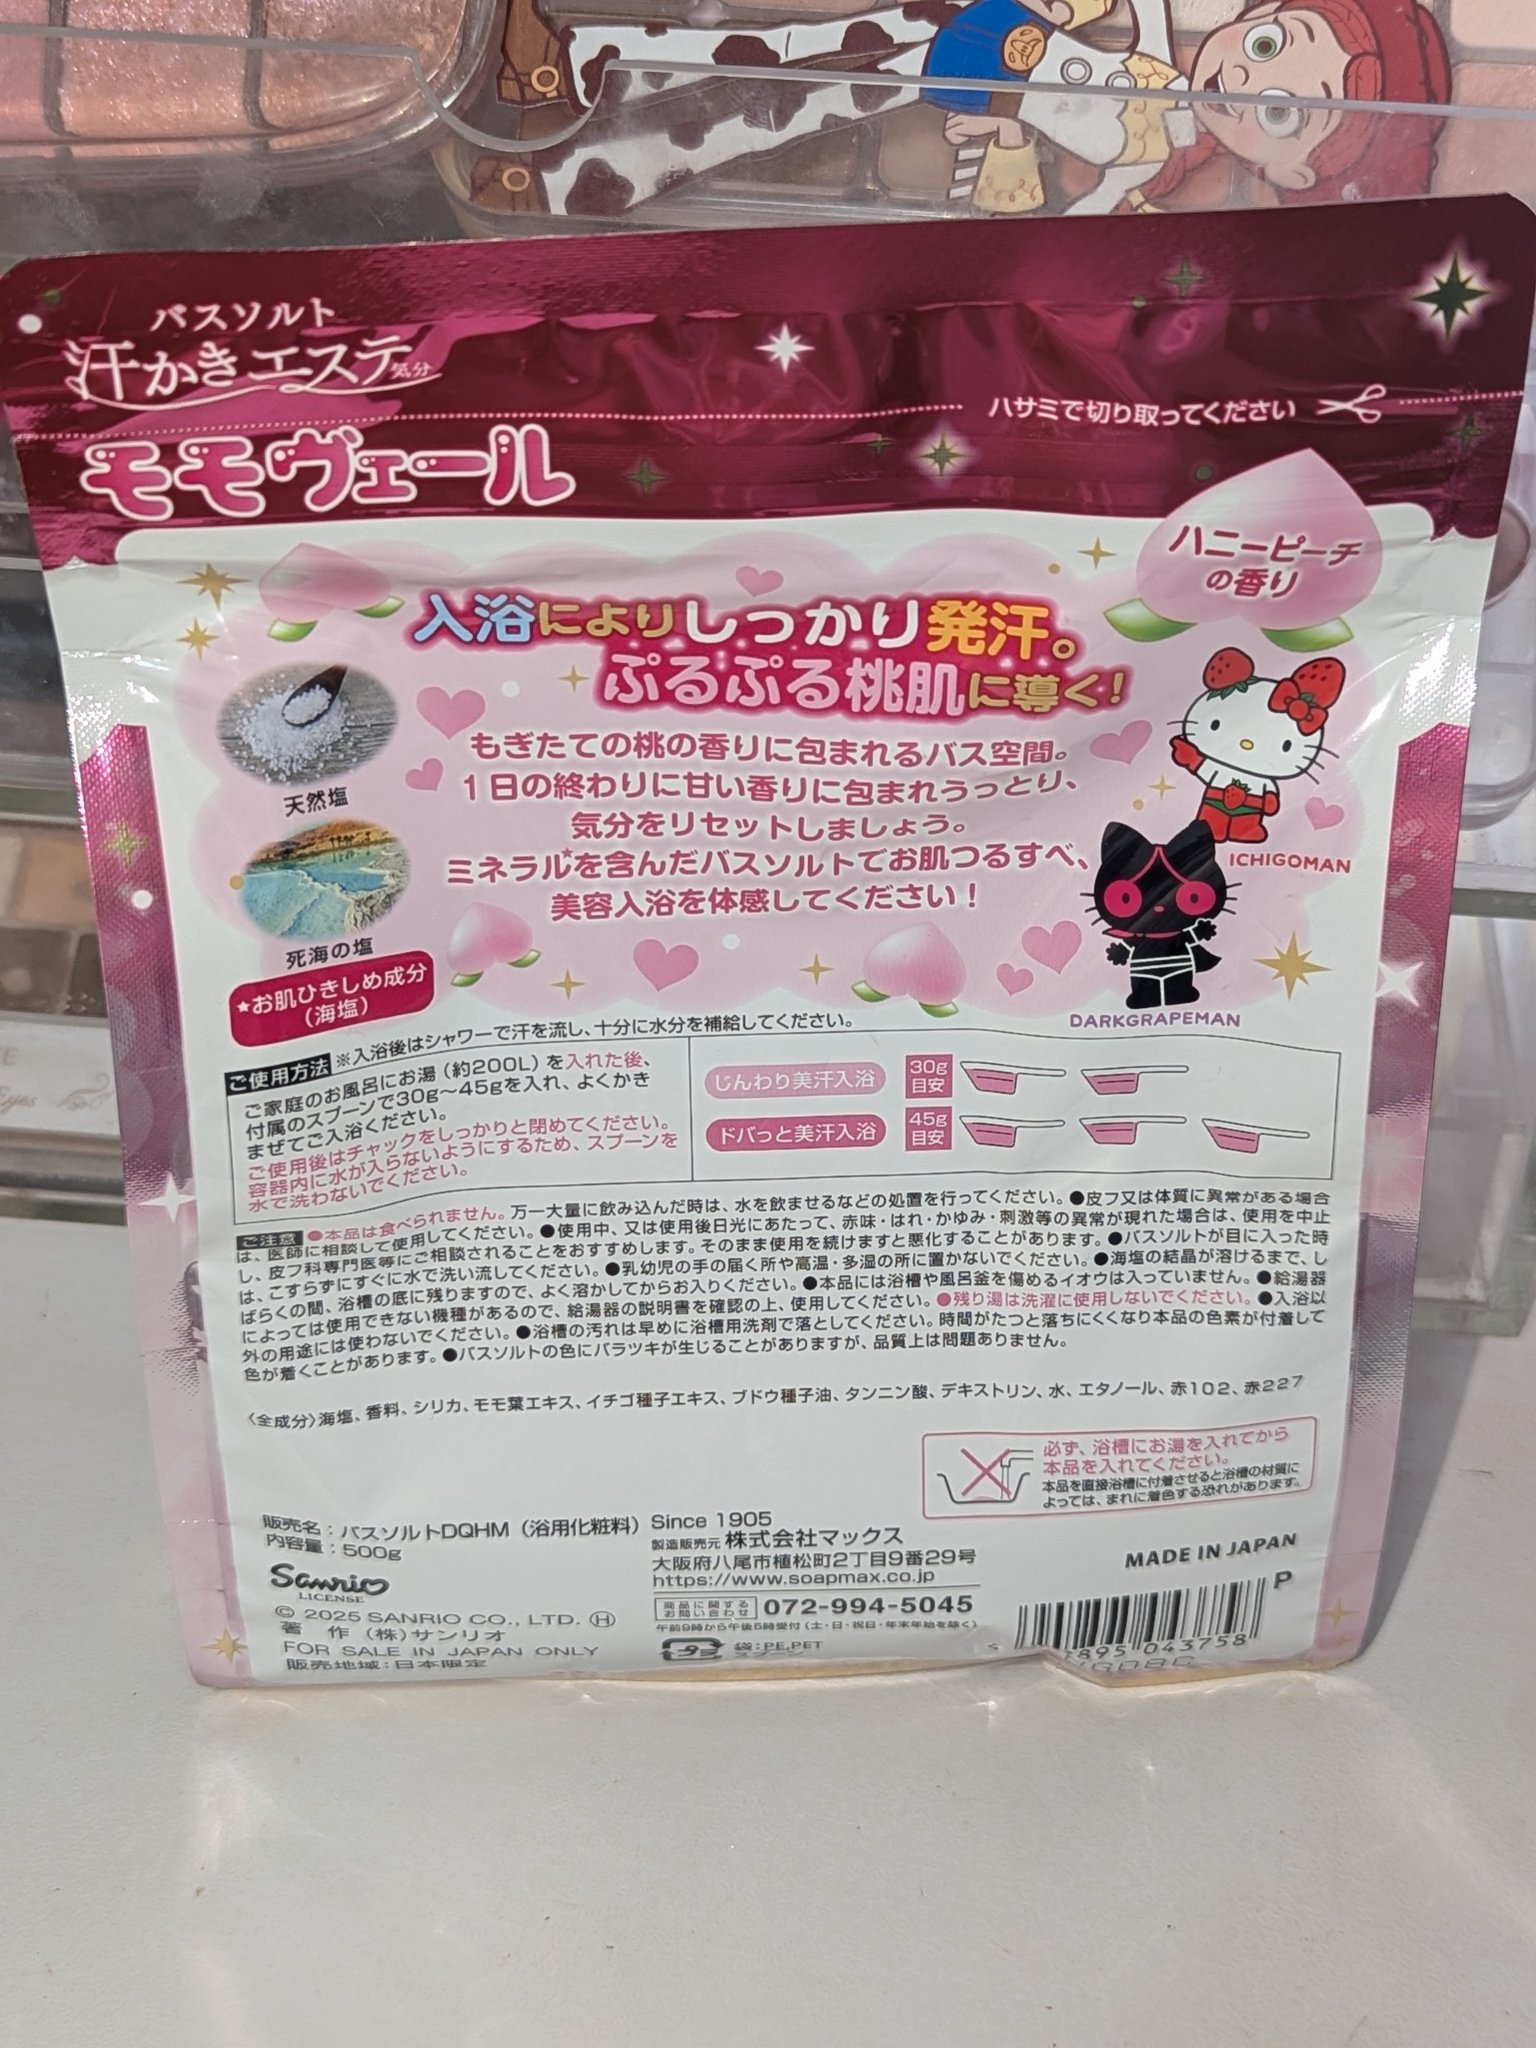 バスソルト
汗かきエステ気分
ハサミで切り取ってください
モモヴェール
ハニーピーチ
の香り
入浴によりしっかり発汗。
ぷるぷる桃肌に導く!
もぎたての桃の香りに包まれるバス空間。
1日の終わりに甘い香りに包まれうっとり、
気分をリセットしましょう。
ミネラル★を含んだバスソルトでお肌つるすべ、
美容入浴を体感してください!
天然塩
死海の塩
★お肌ひきしめ成分
(海塩)
ICHIGOMAN
DARKGRAPEMAN
ご使用方法 ※入浴後はシャワーで汗を流し、十分に水分を補給してください。
ご家庭のお風呂にお湯(約200L)を入れた後、
付属のスプーンで30g〜45gを入れ、よくかき
まぜてご入浴ください。
ご使用後はチャックをしっかりと閉めてください。
容器内に水が入らないようにするため、スプーンを
水で洗わないでください。
じんわり美汗入浴 30g目安
ドバっと美汗入浴 45g目安
ご注意 ●本品は食べられません。万一大量に飲み込んだ時は、水を飲ませるなどの処置を行ってください。●皮フ又は体質に異常がある場合
は、医師に相談して使用してください。●使用中、又は使用後日光にあたって、赤味・はれ・かゆみ・刺激等の異常が現れた場合は、使用を中止
し、皮フ科専門医等にご相談されることをおすすめします。そのまま使用を続けますと悪化することがあります。●バスソルトが目に入った時
は、こすらずにすぐに水で洗い流してください。●乳幼児の手の届く所や高温・多湿の所に置かないでください。●海塩の結晶が溶けるまで、し
ばらくの間、浴槽の底に残りますので、よく溶かしてからお入りください。●本品には浴槽や風呂釜を傷めるイオウは入っていません。●給湯器
によっては使用できない機種があるので、給湯器の説明書を確認の上、使用してください。●残り湯は洗濯に使用しないでください。●入浴以
外の用途には使わないでください。●浴槽の汚れは早めに浴槽用洗剤で落としてください。時間がたつと落ちにくくなり本品の色素が付着して
色が着くことがあります。●バスソルトの色にバラツキが生じることがありますが、品質上は問題ありません。
〈全成分〉海塩、香料、シリカ、モモ葉エキス、イチゴ種子エキス、ブドウ種子油、タンニン酸、デキストリン、水、エタノール、赤102、赤227
必ず、浴槽にお湯を入れてから
本品を入れてください。
本品を直接浴槽に付着させると浴槽の材質に
よっては、まれに着色する恐れがあります。
販売名:バスソルトDQHM(浴用化粧料)
内容量:500g
Sanrio
LICENSE
© 2025 SANRIO CO., LTD. Ⓗ
著 作 (株)サンリオ
FOR SALE IN JAPAN ONLY
販売地域:日本限定
Since 1905
製造販売元 株式会社マックス
大阪府八尾市植松町2丁目9番29号
https://www.soapmax.co.jp
商品に関するお問い合わせ 072-994-5045
午前9時から午後5時受付(土・日・祝日・年末年始を除く)
プラ 袋:PE,PET
スプーン
MADE IN JAPAN
P
895 043758